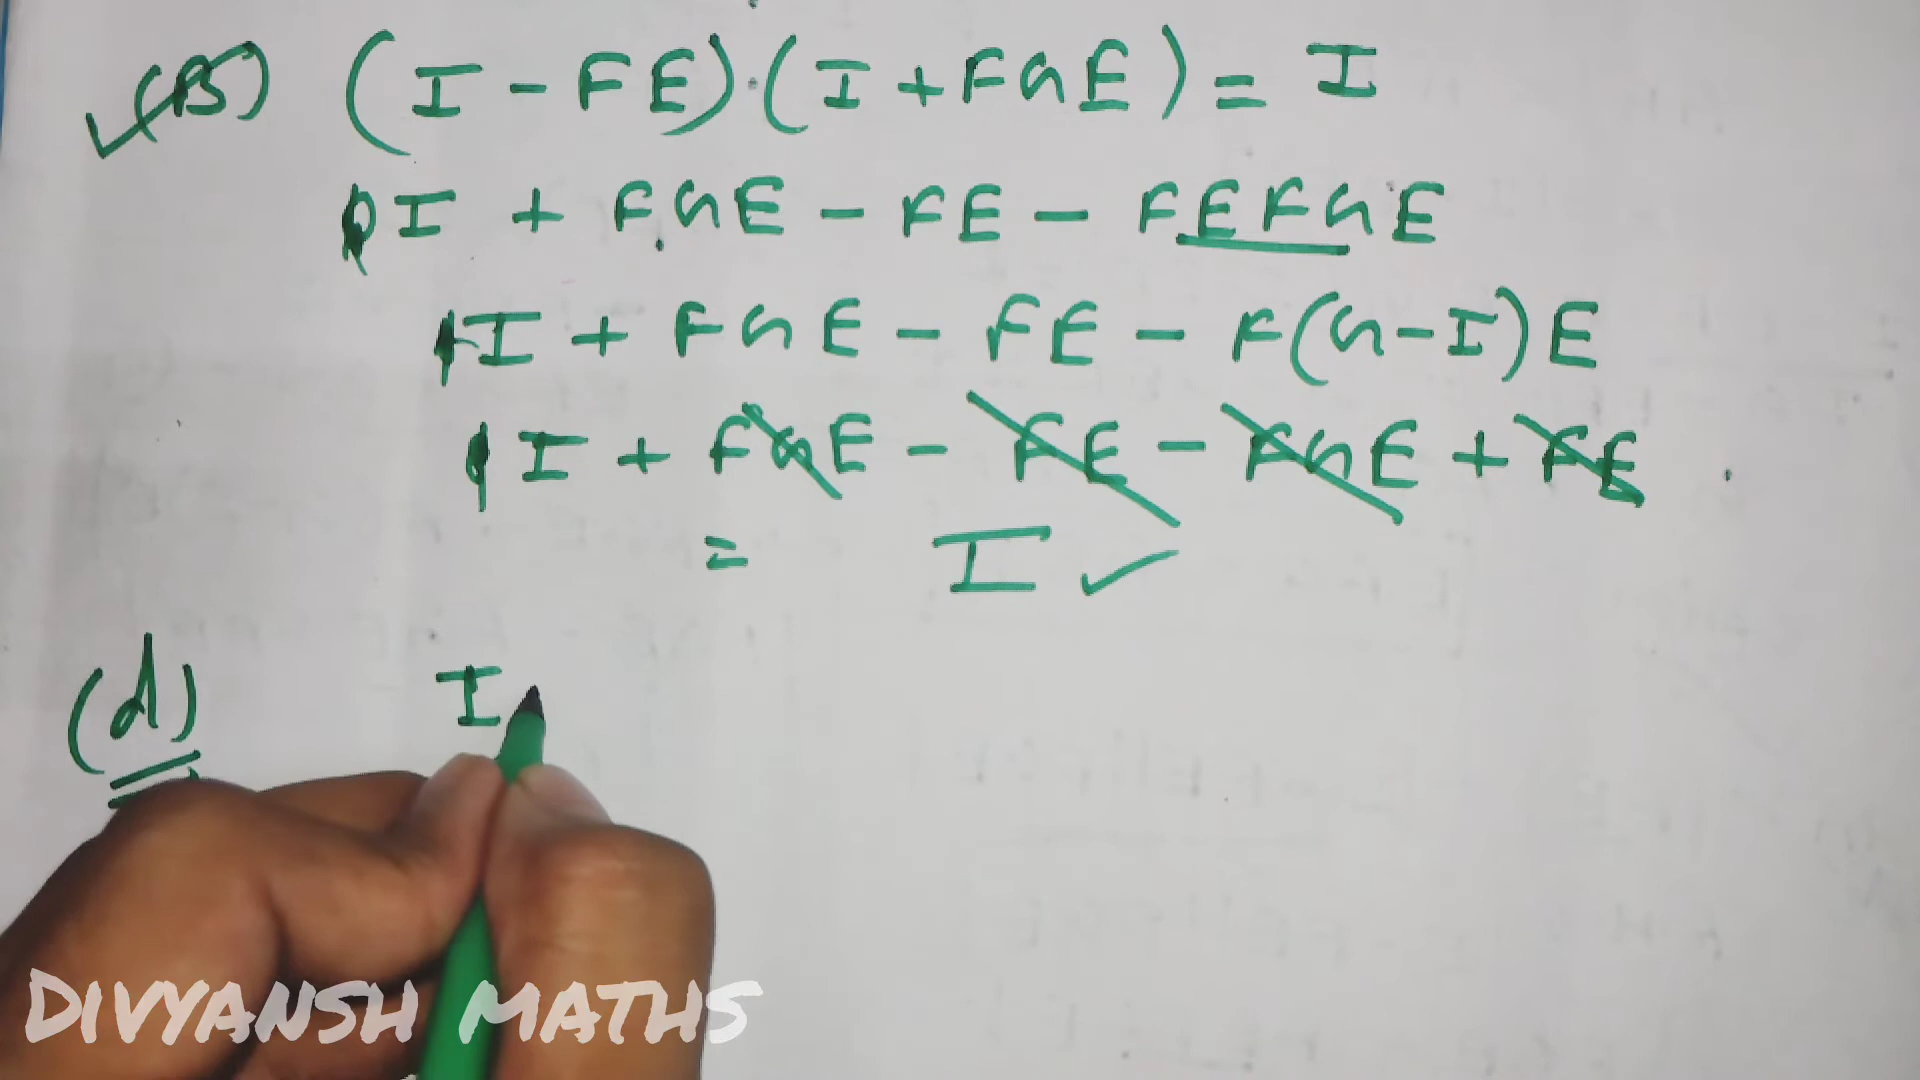 (B) (I - FE).(I + FGE) = I
I + FGE - FE - FEFGE
I + FGE - FE - F(G-I)E
I + FGE - FE - FGE + FE
= I ✓
(d) I
DIVYANSH MATHS